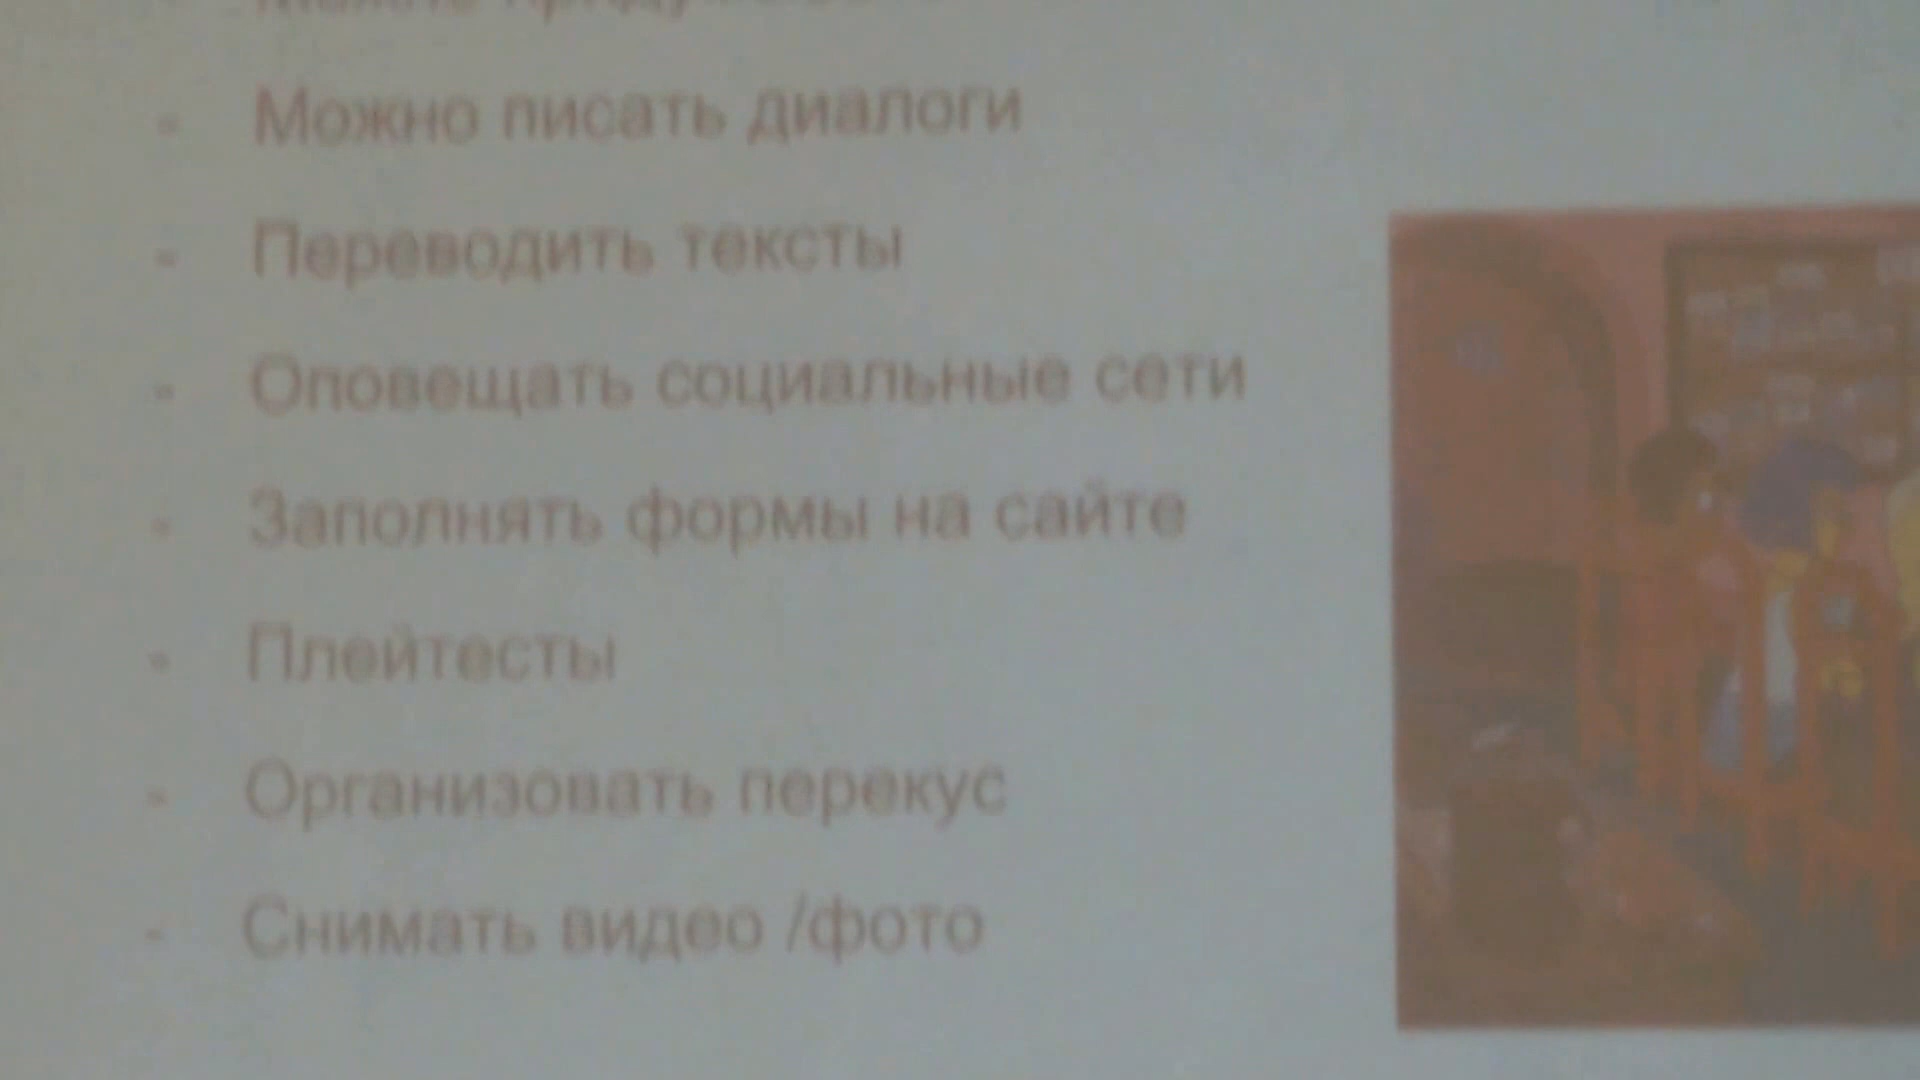 - Можно писать диалоги
- Переводить тексты
- Оповещать социальные сети
- Заполнять формы на сайте
- Плейтесты
- Организовать перекус
- Снимать видео /фото